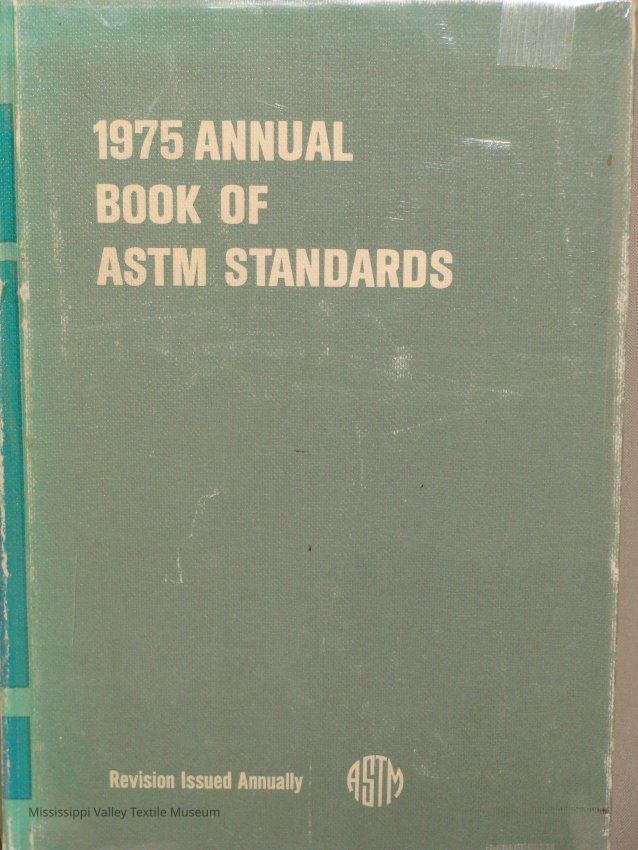 1975 ANNUAL
BOOK OF
ASTM STANDARDS
Revision Issued Annually
ASTM
Mississippi Valley Textile Museum